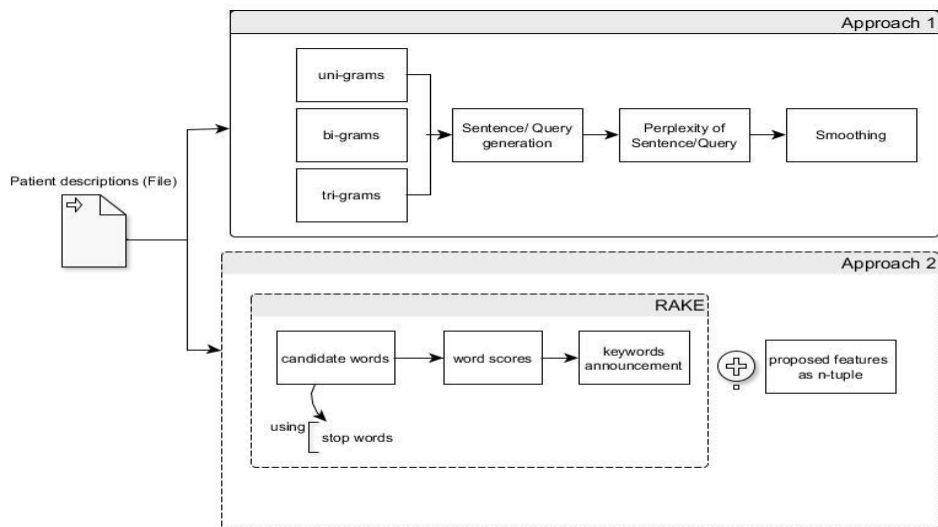 Approach 1
uni-grams
bi-grams
tri-grams
Sentence/ Query
generation
Perplexity of
Sentence/Query
Smoothing
Patient descriptions (File)
Approach 2
RAKE
candidate words
word scores
keywords
announcement
using
stop words
proposed features
as n-tuple